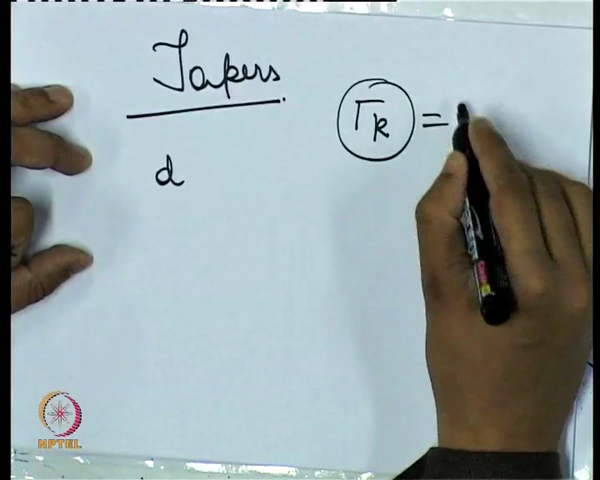 Tapers
Γk =
d
NPTEL